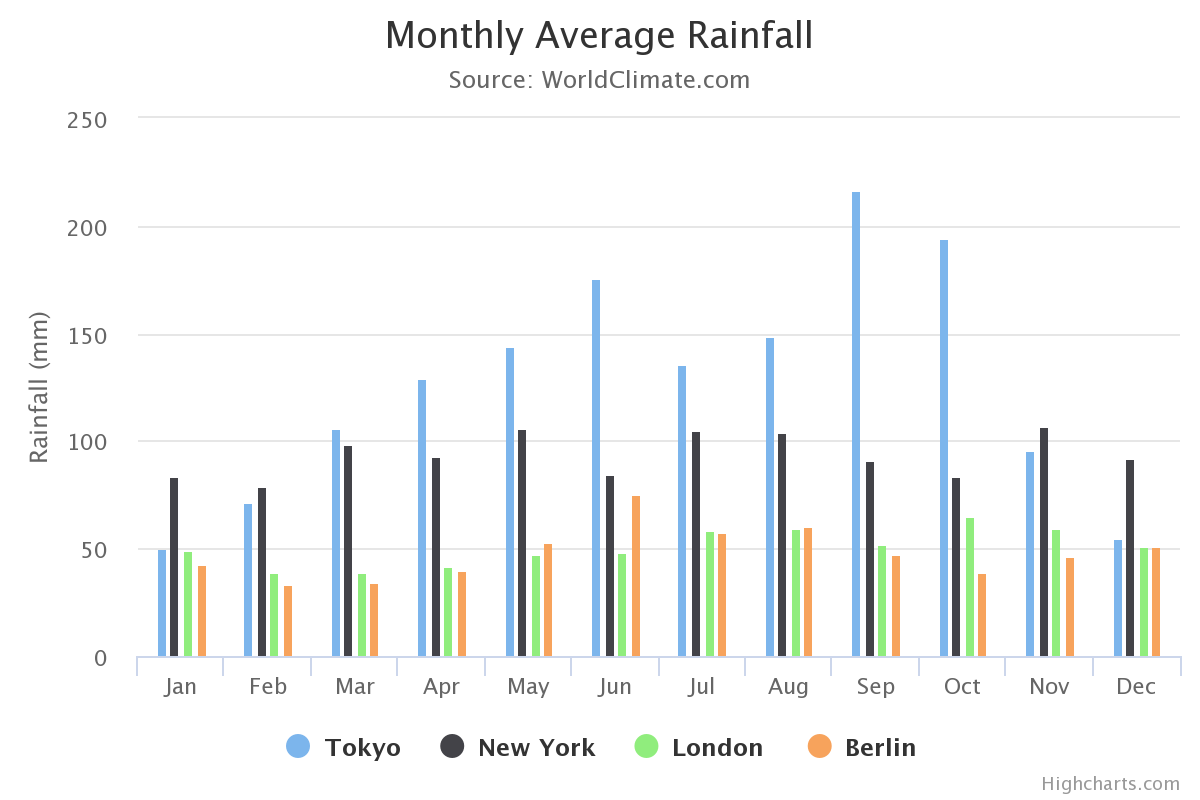 Monthly Average Rainfall
Source: WorldClimate.com
Rainfall (mm)
250
200
150
100
50
0
Jan Feb Mar Apr May Jun Jul Aug Sep Oct Nov Dec
Tokyo New York London Berlin
Highcharts.com